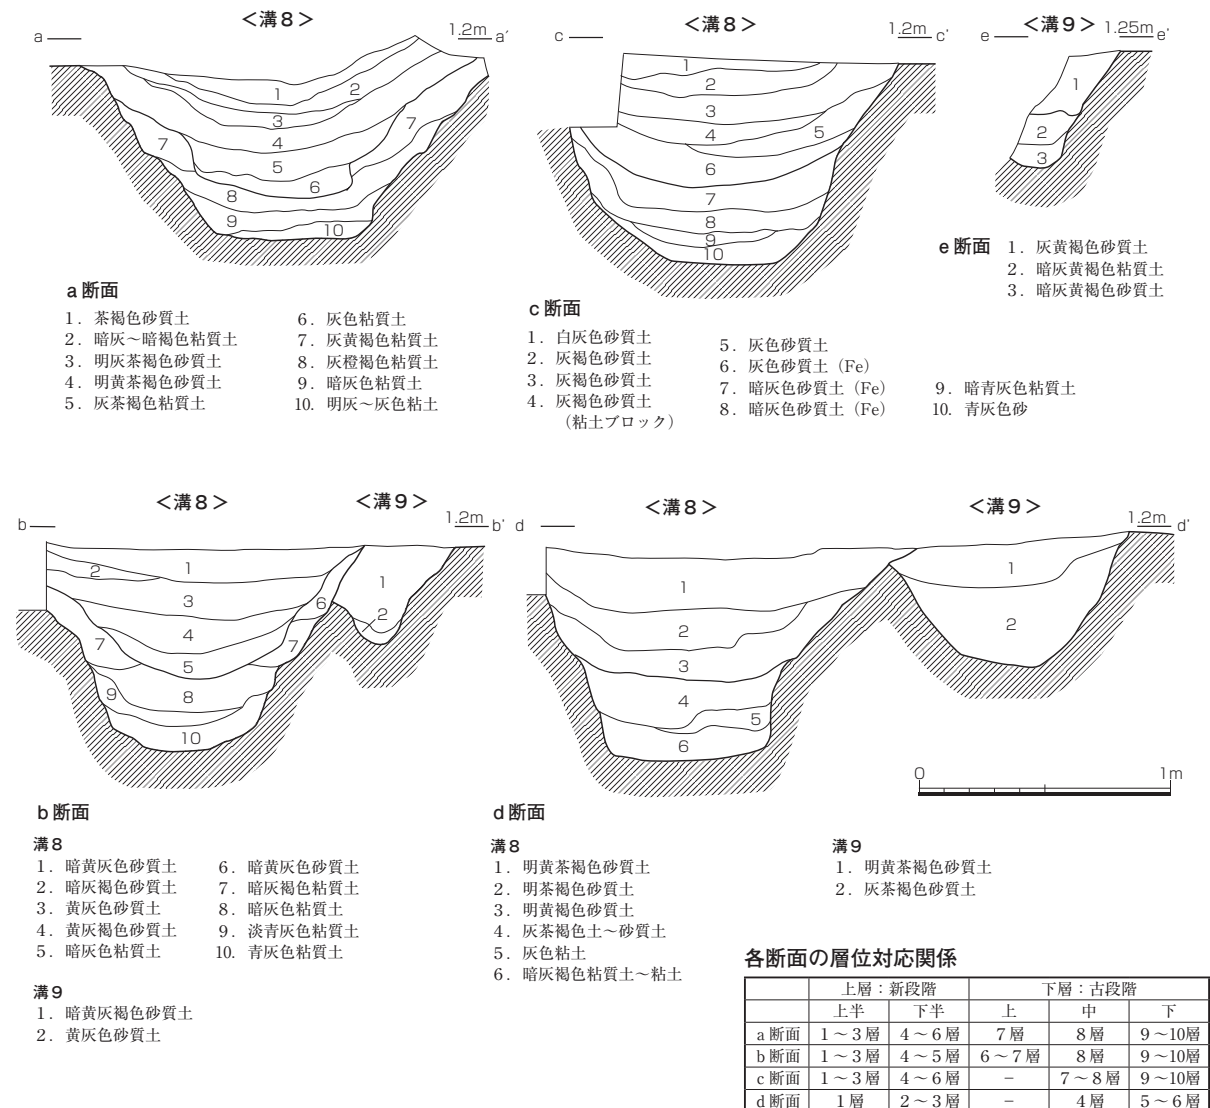 ＜溝８＞
a
1.2m a'
1
2
3
4
5
6
7
7
8
9
10
＜溝８＞
c
1.2m c'
1
2
3
4
5
6
7
8
9
10
＜溝９＞
e
1.25m e'
1
2
3
a断面
1．茶褐色砂質土
2．暗灰～暗褐色粘質土
3．明灰茶褐色砂質土
4．明黄茶褐色砂質土
5．灰茶褐色粘質土
6．灰色粘質土
7．灰黄褐色粘質土
8．灰橙褐色粘質土
9．暗灰色粘質土
10．明灰～灰色粘土
c断面
1．白灰色砂質土
2．灰褐色砂質土
3．灰褐色砂質土
4．灰褐色砂質土
（粘土ブロック）
5．灰色砂質土
6．灰色砂質土（Fe）
7．暗灰色砂質土（Fe）
8．暗灰色砂質土（Fe）
9．暗青灰色粘質土
10．青灰色砂
e断面
1．灰黄褐色砂質土
2．暗灰黄褐色粘質土
3．暗灰黄褐色砂質土
＜溝８＞ ＜溝９＞
b
1.2m b'
1
2
3
4
5
6
7
7
8
9
10
1
2
＜溝８＞ ＜溝９＞
d
1.2m d'
1
2
3
4
5
6
1
2
0 1m
b断面
溝８
1．暗黄灰色砂質土
2．暗灰褐色砂質土
3．黄灰色砂質土
4．黄灰褐色砂質土
5．暗灰色粘質土
6．暗黄灰色砂質土
7．暗灰褐色粘質土
8．暗灰色粘質土
9．淡青灰色粘質土
10．青灰色粘質土
溝９
1．暗黄灰褐色砂質土
2．黄灰色砂質土
d断面
溝８
1．明黄茶褐色砂質土
2．明茶褐色砂質土
3．明黄褐色砂質土
4．灰茶褐色土～砂質土
5．灰色粘土
6．暗灰褐色粘質土～粘土
溝９
1．明黄茶褐色砂質土
2．灰茶褐色砂質土
各断面の層位対応関係
上層：新段階 下層：古段階
上半 下半 上 中 下
a断面 1～3層 4～6層 7層 8層 9～10層
b断面 1～3層 4～5層 6～7層 8層 9～10層
c断面 1～3層 4～6層 － 7～8層 9～10層
d断面 1層 2～3層 － 4層 5～6層